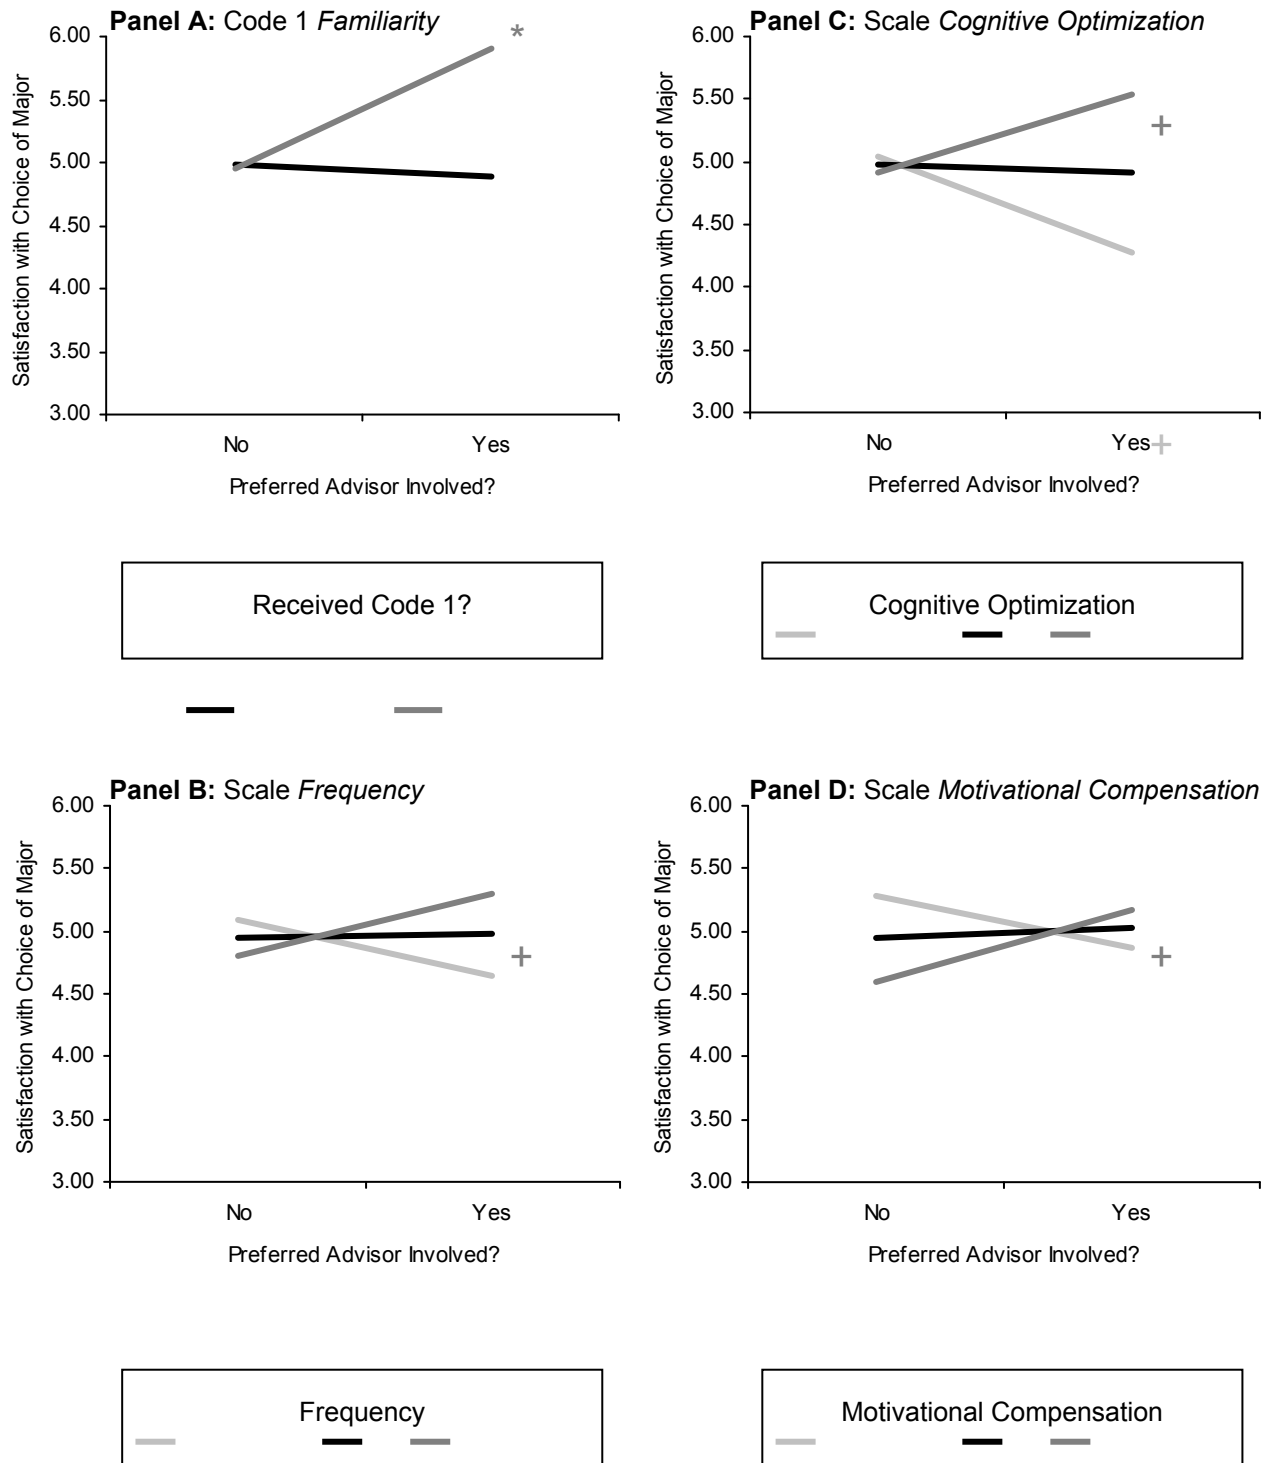 Panel A: Code 1 Familiarity
6.00
*
5.50
5.00
4.50
4.00
3.50
3.00
Satisfaction with Choice of Major
No Yes
Preferred Advisor Involved?
Received Code 1?
Panel C: Scale Cognitive Optimization
6.00
5.50
+
5.00
4.50
4.00
3.50
3.00
Satisfaction with Choice of Major
No Yes+
Preferred Advisor Involved?
Cognitive Optimization
Panel B: Scale Frequency
6.00
5.50
5.00
+
4.50
4.00
3.50
3.00
Satisfaction with Choice of Major
No Yes
Preferred Advisor Involved?
Frequency
Panel D: Scale Motivational Compensation
6.00
5.50
5.00
+
4.50
4.00
3.50
3.00
Satisfaction with Choice of Major
No Yes
Preferred Advisor Involved?
Motivational Compensation